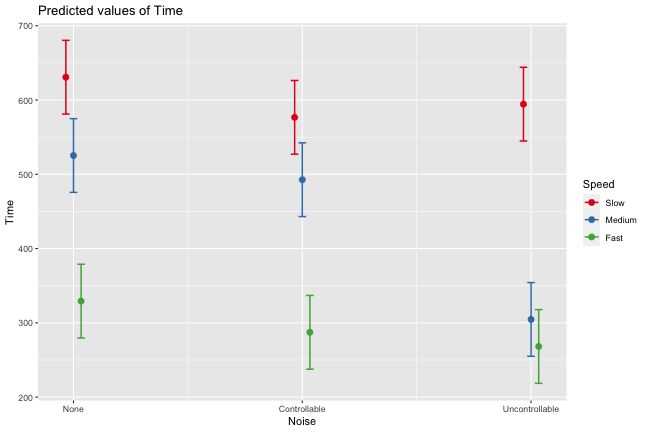 Predicted values of Time
700
600
500
400
300
200
Time
None
Controllable
Uncontrollable
Noise
Speed
Slow
Medium
Fast